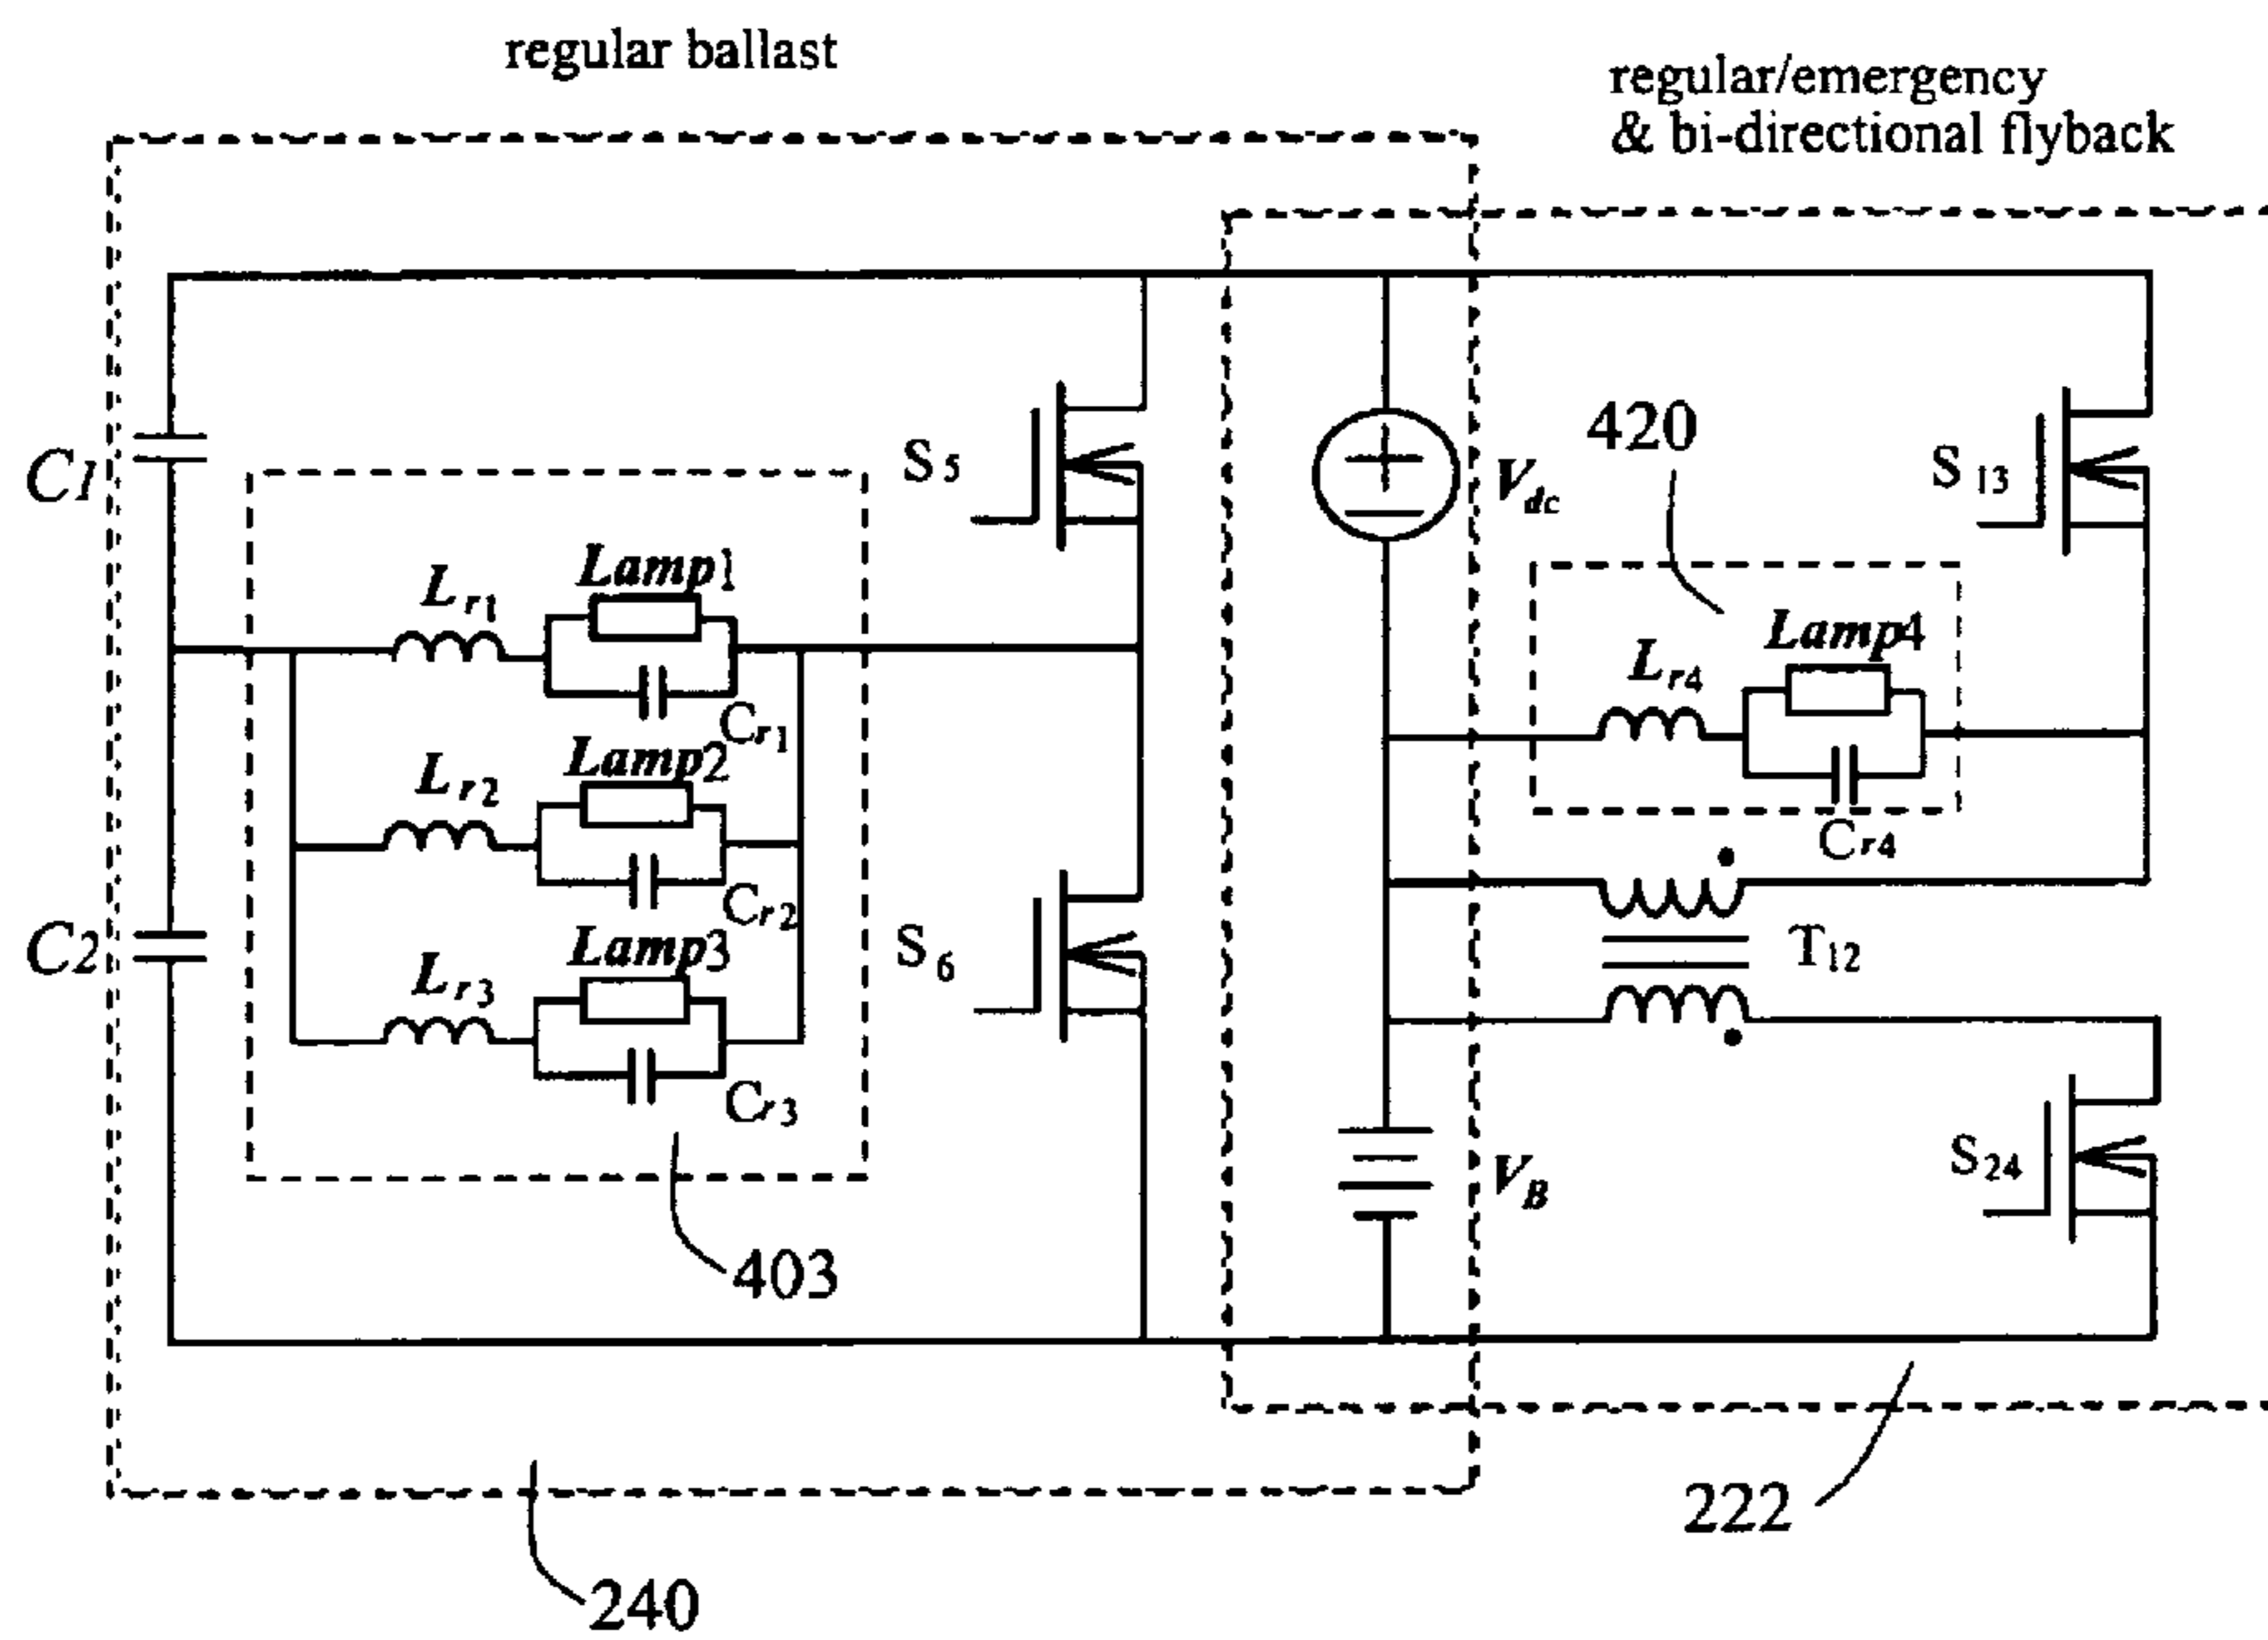 regular ballast
regular/emergency
& bi-directional flyback
420
S5
C1
Vdc
S13
Lamp1
Lr1
Lamp4
Lr4
Cr1
Lamp2
Lr2
Cr4
Cr2
Lamp3
C2
S6
T12
Lr3
Cr3
S24
VB
403
222
240